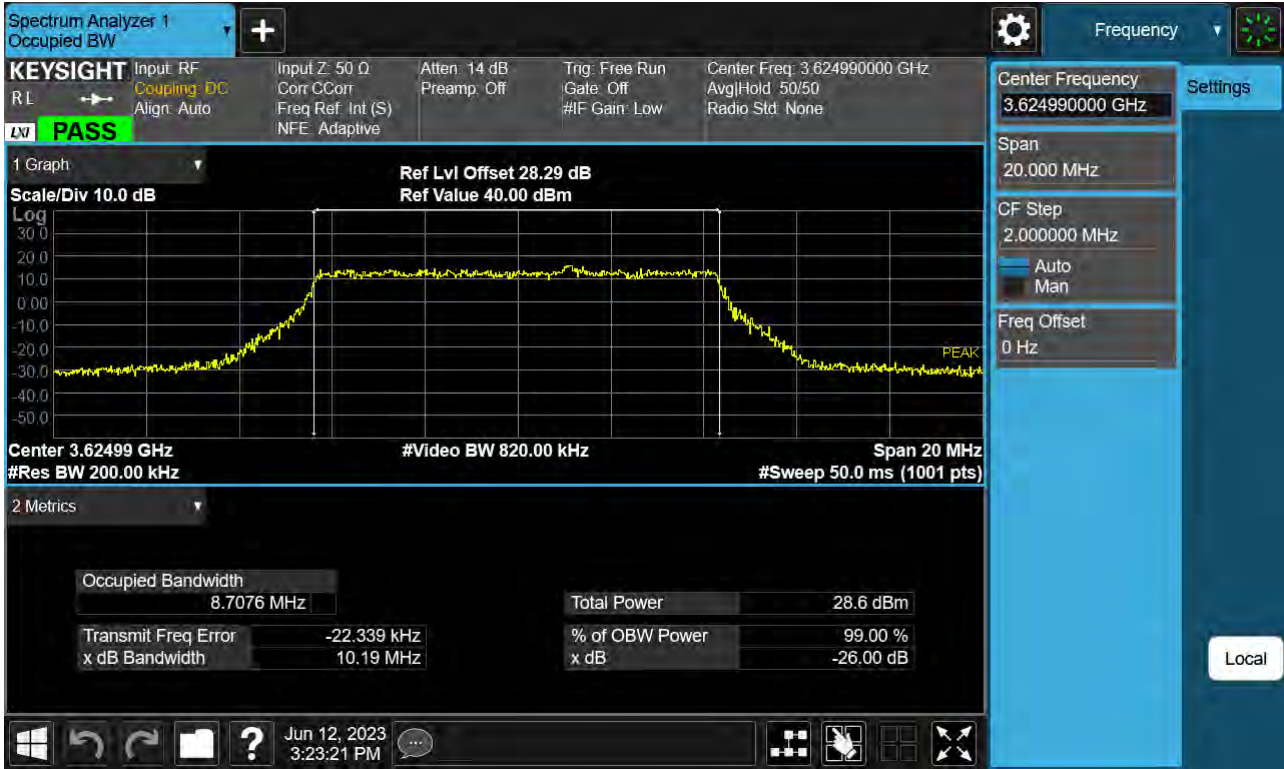 Spectrum Analyzer 1
Occupied BW
Frequency
KEYSIGHT
R L
LXI
PASS
Input: RF
Coupling: DC
Align: Auto
Input Z: 50 Ω
Corr CCorr
Freq Ref: Int (S)
NFE: Adaptive
Atten: 14 dB
Preamp: Off
Trig: Free Run
Gate: Off
#IF Gain: Low
Center Freq: 3.624990000 GHz
Avg|Hold: 50/50
Radio Std: None
1 Graph
Scale/Div 10.0 dB
Ref Lvl Offset 28.29 dB
Ref Value 40.00 dBm
Log
30.0
20.0
10.0
0.00
-10.0
-20.0
-30.0
-40.0
-50.0
PEAK
Center 3.62499 GHz
#Video BW 820.00 kHz
Span 20 MHz
#Res BW 200.00 kHz
#Sweep 50.0 ms (1001 pts)
2 Metrics
Occupied Bandwidth
8.7076 MHz
Transmit Freq Error -22.339 kHz
x dB Bandwidth 10.19 MHz
Total Power 28.6 dBm
% of OBW Power 99.00 %
x dB -26.00 dB
Jun 12, 2023
3:23:21 PM
Center Frequency
3.624990000 GHz
Span
20.000 MHz
CF Step
2.000000 MHz
Auto
Man
Freq Offset
0 Hz
Settings
Local